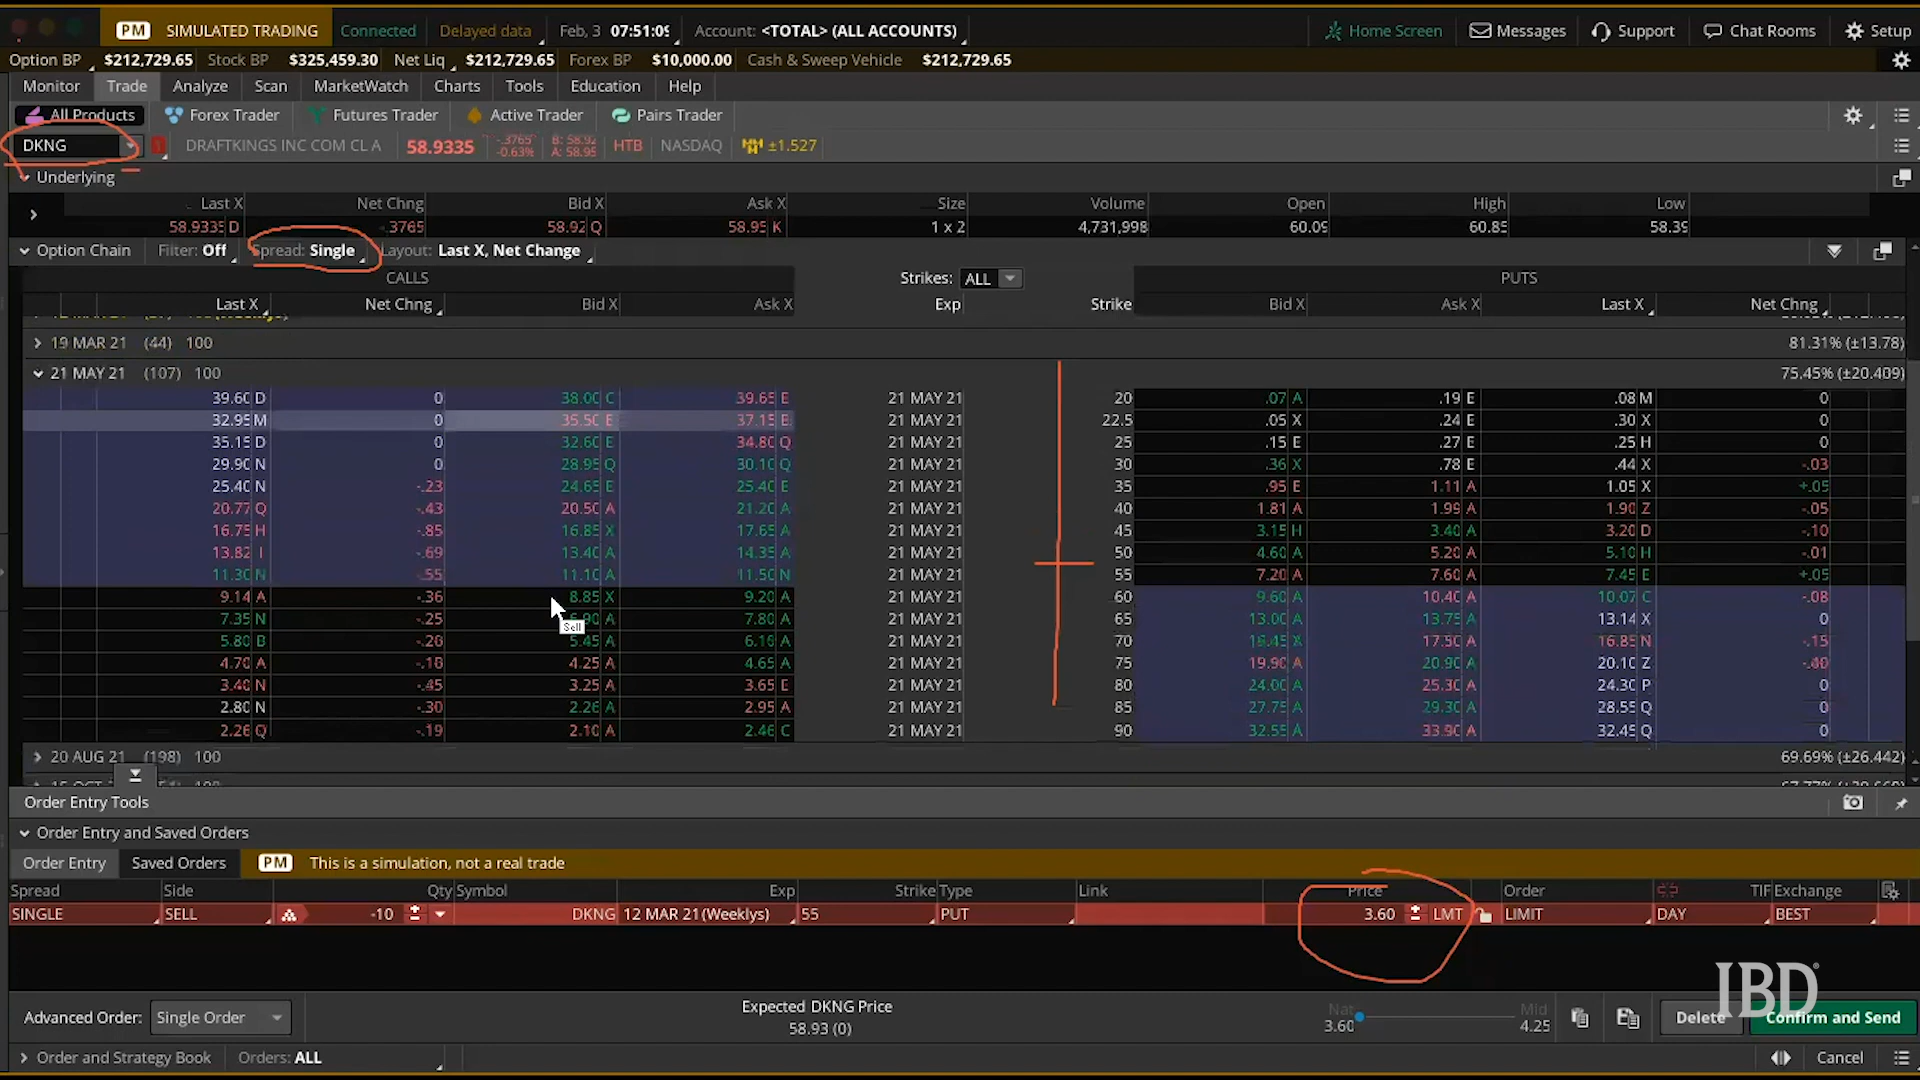 PM SIMULATED TRADING Connected Delayed data Feb, 3 07:51:09 Account: <TOTAL> (ALL ACCOUNTS) Home Screen Messages Support Chat Rooms Setup
Option BP $212,729.65 Stock BP $325,459.30 Net Liq $212,729.65 Forex BP $10,000.00 Cash & Sweep Vehicle $212,729.65
Monitor Trade Analyze Scan MarketWatch Charts Tools Education Help
All Products Forex Trader Futures Trader Active Trader Pairs Trader
DKNG DRAFTKINGS INC COM CL A 58.9335 -.3765 -0.63% B: 58.92 A: 58.95 HTB NASDAQ ±1.527
Underlying
Last X Net Chng Bid X Ask X Size Volume Open High Low
58.9335 D -.3765 58.92 Q 58.95 K 1 x 2 4,731,998 60.09 60.85 58.39
Option Chain Filter: Off Spread: Single Layout: Last X, Net Change
CALLS Strikes: ALL PUTS
Last X Net Chng Bid X Ask X Exp Strike Bid X Ask X Last X Net Chng
19 MAR 21 (44) 100 81.31% (±13.78)
21 MAY 21 (107) 100 75.45% (±20.409)
39.60 D 0 38.00 C 39.65 E 21 MAY 21 20 .07 A .19 E .08 M 0
32.95 M 0 35.50 E 37.15 B 21 MAY 21 22.5 .05 X .24 E .30 X 0
35.15 D 0 32.60 E 34.80 Q 21 MAY 21 25 .15 E .27 E .25 H 0
29.90 N 0 28.95 Q 30.10 Q 21 MAY 21 30 .36 X .78 E .44 X -.03
25.40 N -.23 24.65 E 25.40 E 21 MAY 21 35 .95 E 1.11 A 1.05 X +.05
20.77 Q -.43 20.50 A 21.20 A 21 MAY 21 40 1.81 A 1.99 A 1.90 Z -.05
16.75 H -.85 16.85 X 17.65 A 21 MAY 21 45 3.15 H 3.40 A 3.20 D -.10
13.82 I -.69 13.40 A 14.35 A 21 MAY 21 50 4.60 A 5.20 A 5.10 H -.01
11.30 N -.55 11.10 A 11.50 N 21 MAY 21 55 7.20 A 7.60 A 7.45 E +.05
9.14 A -.36 8.85 X 9.20 A 21 MAY 21 60 9.60 A 10.40 A 10.07 C -.08
7.35 N -.25 A 7.80 A 21 MAY 21 65 13.00 A 13.75 A 13.14 X 0
Sell
5.80 B 5.45 A 6.10 A 21 MAY 21 70 16.45 X 17.50 A 16.85 N -.15
4.70 A 4.25 A 4.65 A 21 MAY 21 75 19.90 A 20.90 A 20.10 Z
3.40 N -.45 3.25 A 3.65 E 21 MAY 21 80 24.00 A 25.30 A 24.30 P 0
2.80 N -.30 2.26 A 2.95 A 21 MAY 21 85 27.75 A 29.30 A 28.55 Q 0
2.26 Q -.19 2.10 A 2.46 C 21 MAY 21 90 32.55 A 33.90 A 32.45 Q 0
20 AUG 21 (198) 100 69.69% (±26.442)
Order Entry Tools
Order Entry and Saved Orders
Order Entry Saved Orders PM This is a simulation, not a real trade
Spread Side Qty Symbol Exp Strike Type Link Price Order TIF Exchange
SINGLE SELL -10 DKNG 12 MAR 21 (Weeklys) 55 PUT 3.60 LMT LIMIT DAY BEST
IBD
Advanced Order: Single Order Expected DKNG Price 58.93 (0) Nat 3.60 Mid 4.25 Delete Confirm and Send
Order and Strategy Book Orders: ALL Cancel